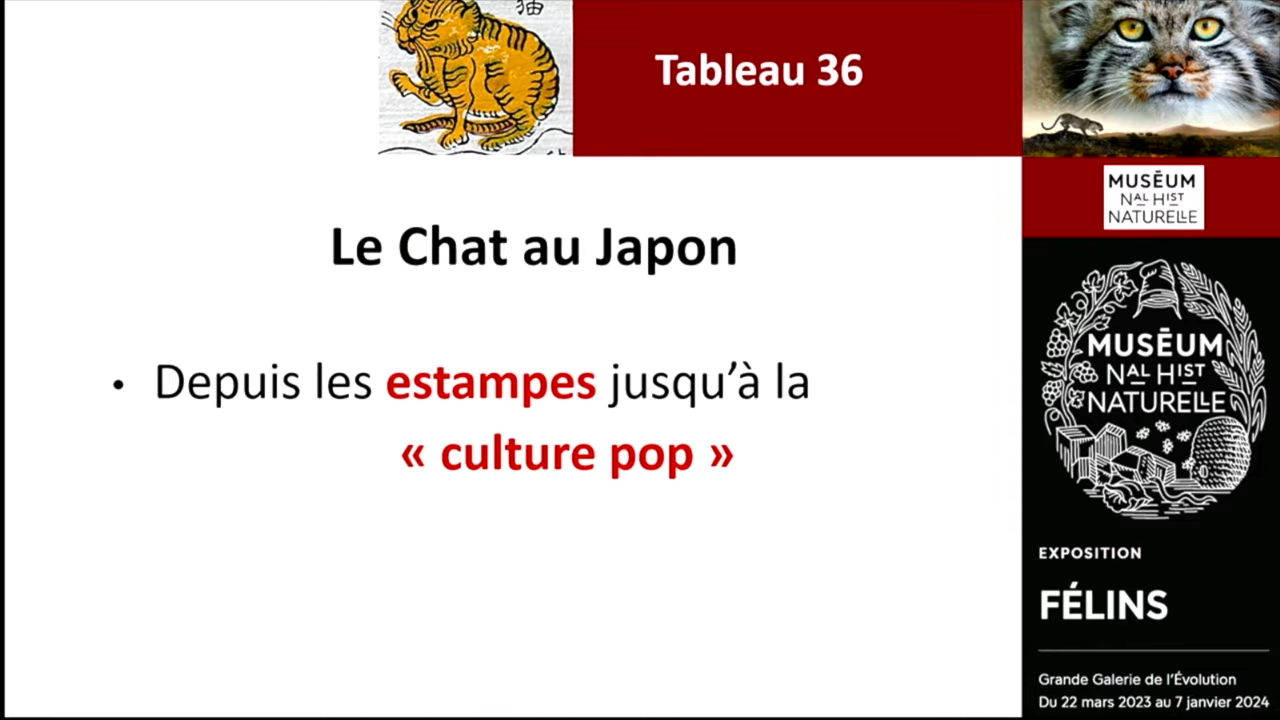 猫
Tableau 36
MUSĒUM
NAL HIST
NATURELLE
Le Chat au Japon
• Depuis les estampes jusqu’à la
« culture pop »
MUSĒUM
NAL HIST
NATURELLE
EXPOSITION
FÉLINS
Grande Galerie de l’Évolution
Du 22 mars 2023 au 7 janvier 2024